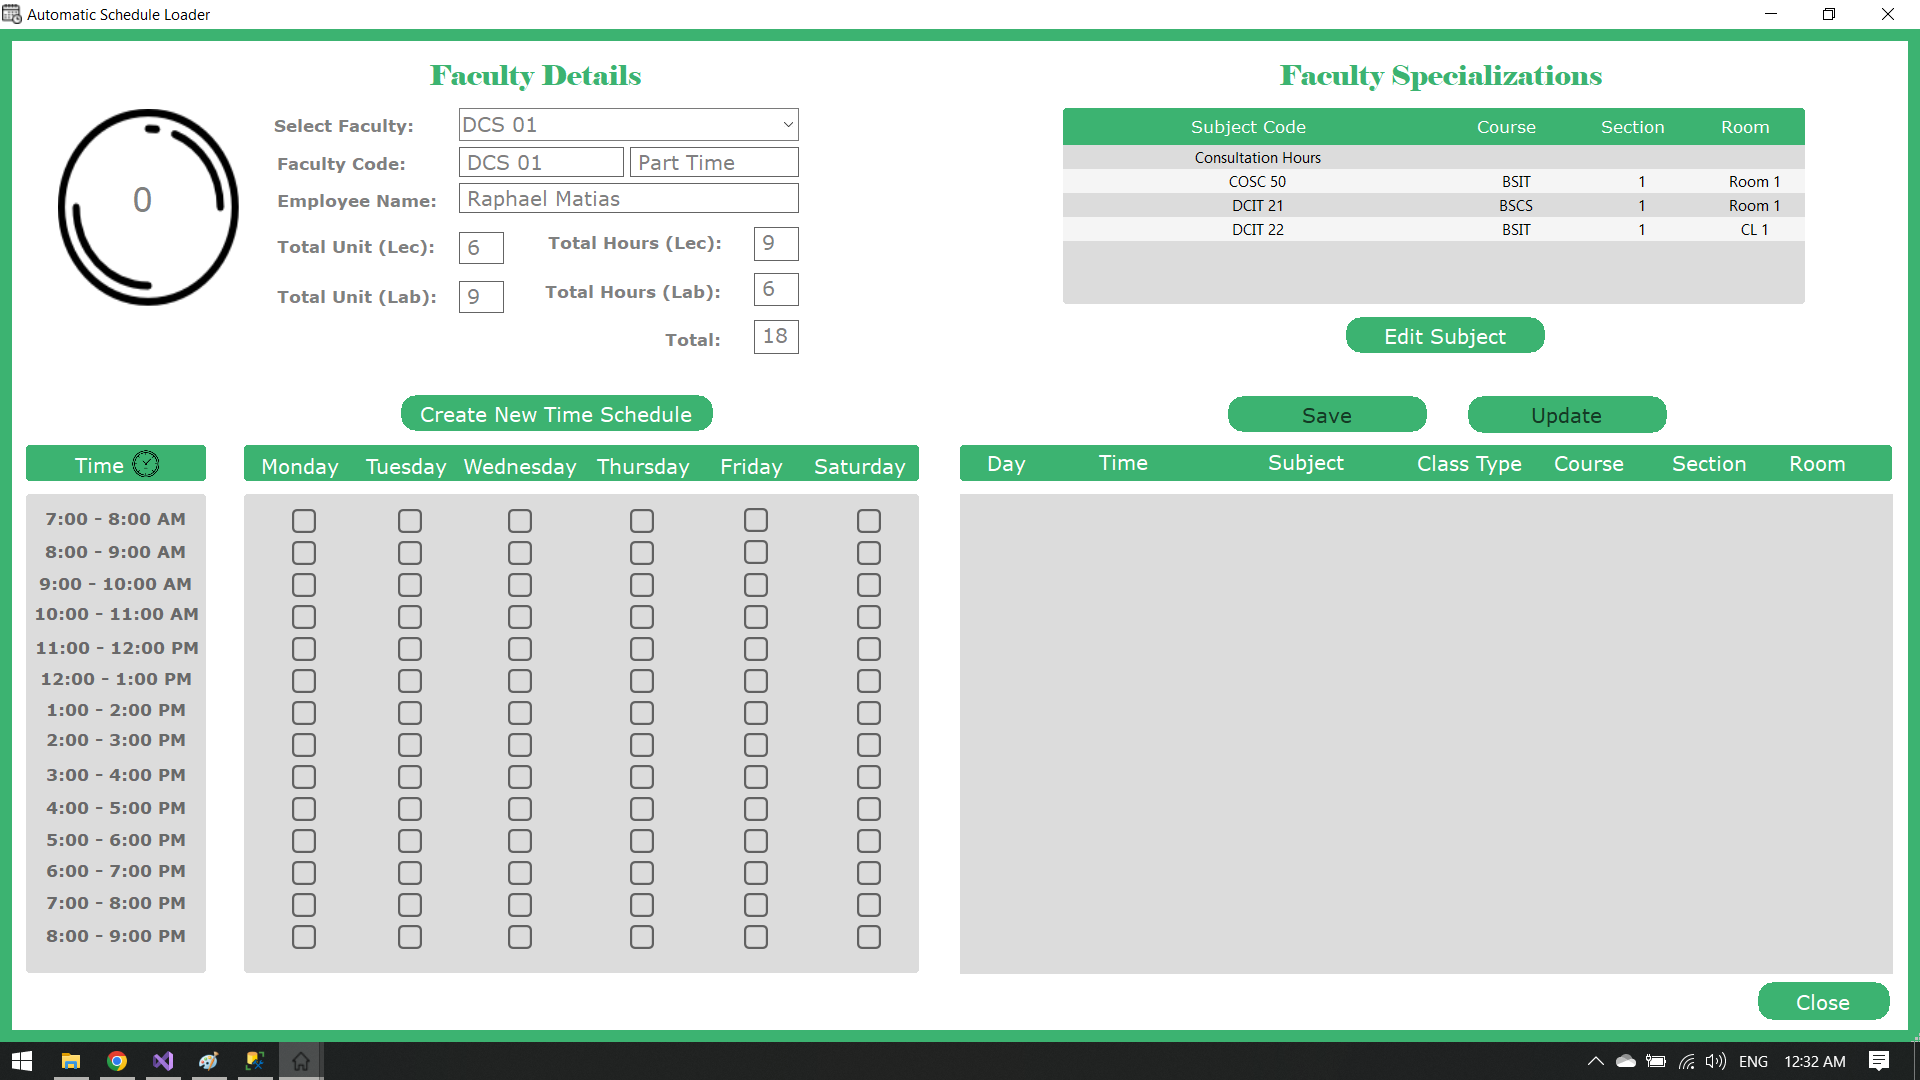 Automatic Schedule Loader
Faculty Details
0
Select Faculty: DCS 01
Faculty Code: DCS 01 Part Time
Employee Name: Raphael Matias
Total Unit (Lec): 6 Total Hours (Lec): 9
Total Unit (Lab): 9 Total Hours (Lab): 6
Total: 18
Faculty Specializations
Subject Code Course Section Room
Consultation Hours
COSC 50 BSIT 1 Room 1
DCIT 21 BSCS 1 Room 1
DCIT 22 BSIT 1 CL 1
Edit Subject
Create New Time Schedule
Save Update
Time Monday Tuesday Wednesday Thursday Friday Saturday
7:00 - 8:00 AM
8:00 - 9:00 AM
9:00 - 10:00 AM
10:00 - 11:00 AM
11:00 - 12:00 PM
12:00 - 1:00 PM
1:00 - 2:00 PM
2:00 - 3:00 PM
3:00 - 4:00 PM
4:00 - 5:00 PM
5:00 - 6:00 PM
6:00 - 7:00 PM
7:00 - 8:00 PM
8:00 - 9:00 PM
Day Time Subject Class Type Course Section Room
Close
ENG 12:32 AM